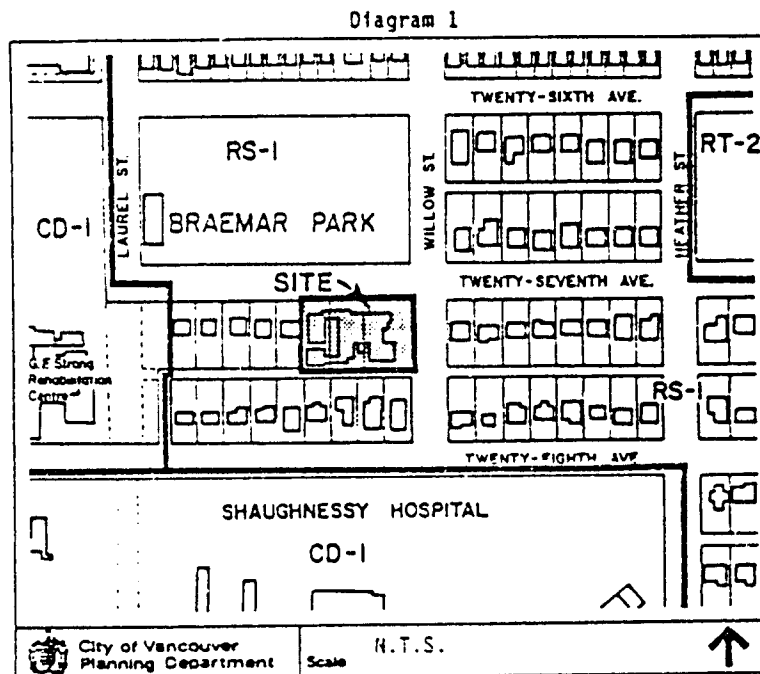 Diagram 1
TWENTY-SIXTH AVE.
RS-1
RT-2
LAUREL ST.
WILLOW ST.
HEATHER ST
CD-1
BRAEMAR PARK
SITE
TWENTY-SEVENTH AVE.
G.F. Strong
Rehabilitation
Centre
RS-1
TWENTY-EIGHTH AVE
SHAUGHNESSY HOSPITAL
CD-1
City of Vancouver
Planning Department
Scale
N.T.S.